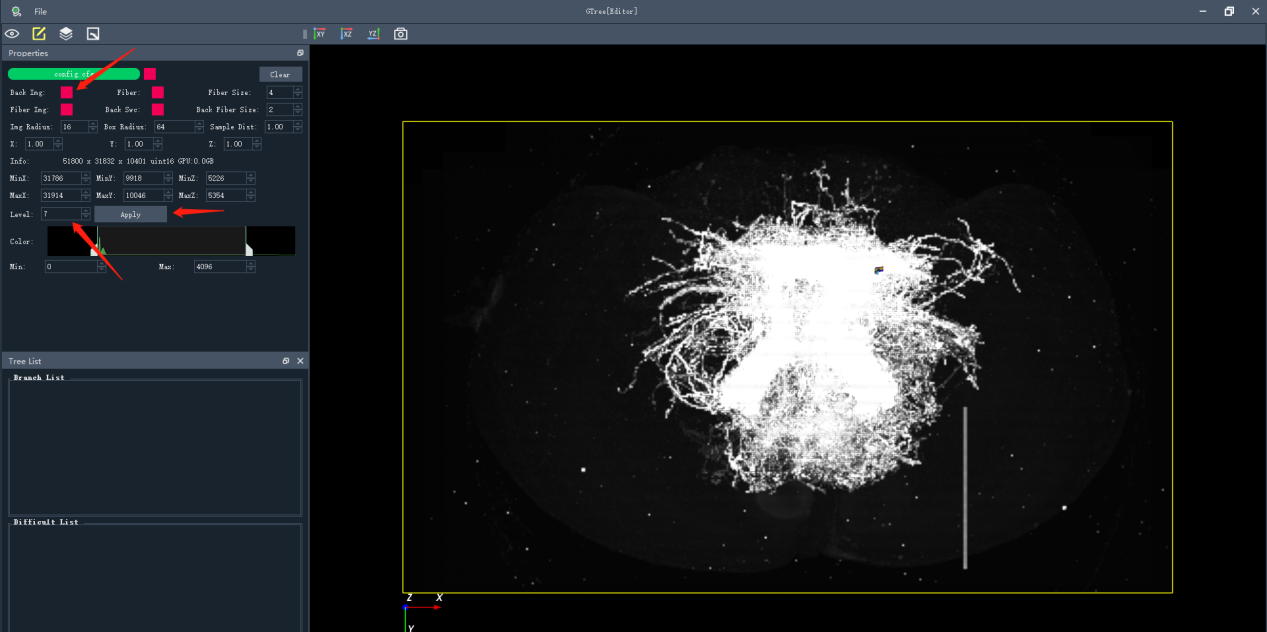 File
GTree[Editor]
XY XZ YZ
Properties
config.cfg
Clear
Back Img: Fiber: Fiber Size: 4
Fiber Img: Back Swc: Back Fiber Size: 2
Img Radius: 16 Box Radius: 64 Sample Dist: 1.00
X: 1.00 Y: 1.00 Z: 1.00
Info: 51800 x 31832 x 10401 uint16 GPU:0.0GB
MinX: 31786 MinY: 9918 MinZ: 5226
MaxX: 31914 MaxY: 10046 MaxZ: 5354
Level: 7 Apply
Color:
Min: 0 Max: 4096
Tree List
Branch List
Difficult List
Z X
Y